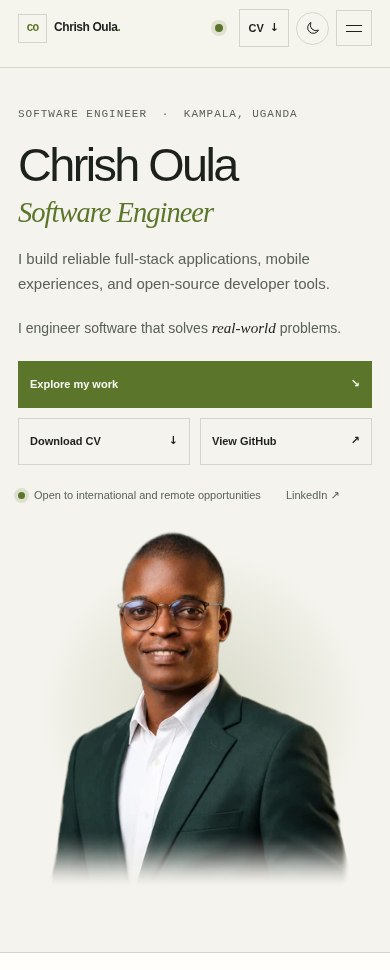 co Chrish Oula. CV ↓
SOFTWARE ENGINEER · KAMPALA, UGANDA
Chrish Oula
Software Engineer
I build reliable full-stack applications, mobile
experiences, and open-source developer tools.
I engineer software that solves real-world problems.
Explore my work ↘
Download CV ↓ View GitHub ↗
Open to international and remote opportunities LinkedIn ↗